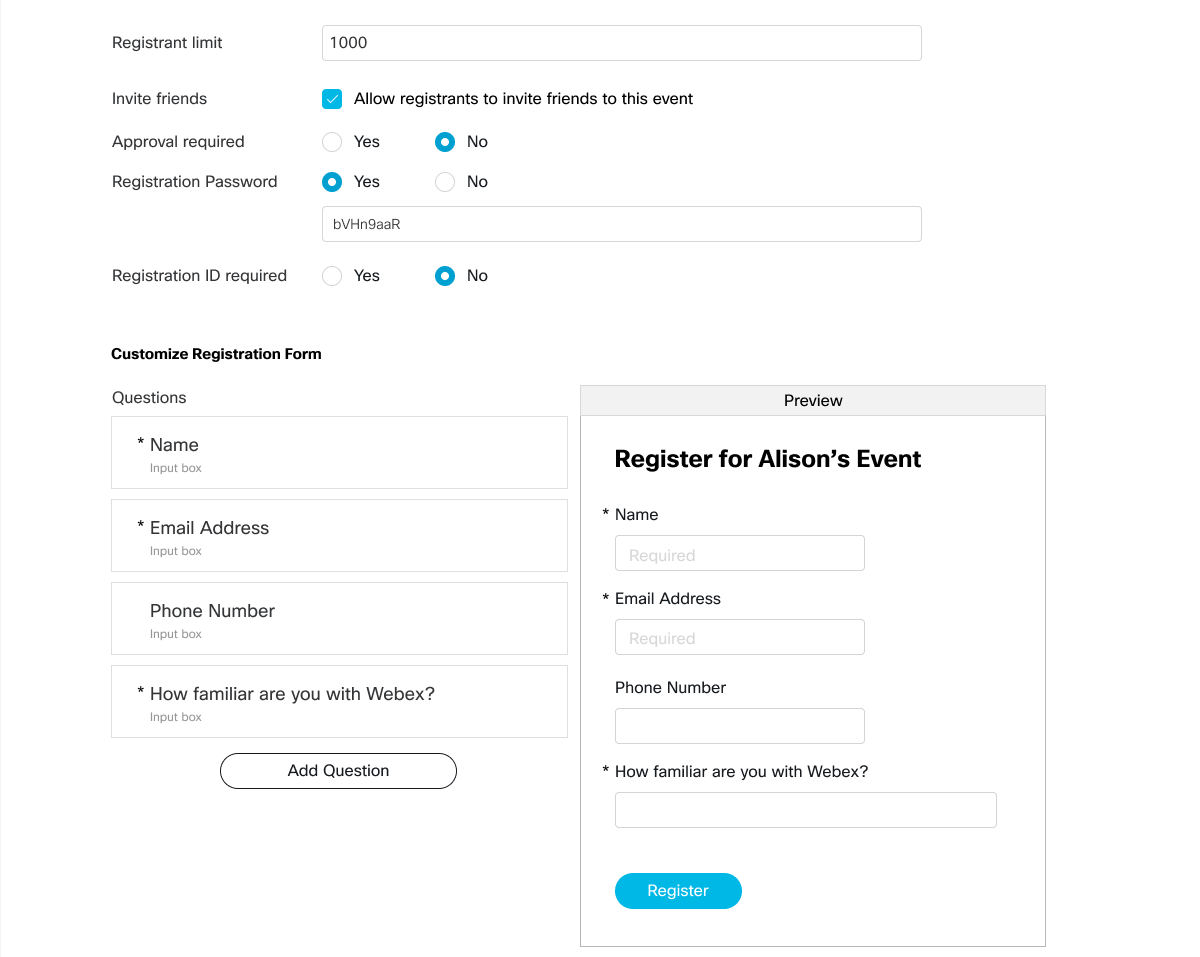 Registrant limit
1000
Invite friends
Allow registrants to invite friends to this event
Approval required
Yes
No
Registration Password
Yes
No
bVHn9aaR
Registration ID required
Yes
No
Customize Registration Form
Questions
* Name
Input box
* Email Address
Input box
Phone Number
Input box
* How familiar are you with Webex?
Input box
Add Question
Preview
Register for Alison’s Event
* Name
Required
* Email Address
Required
Phone Number
* How familiar are you with Webex?
Register